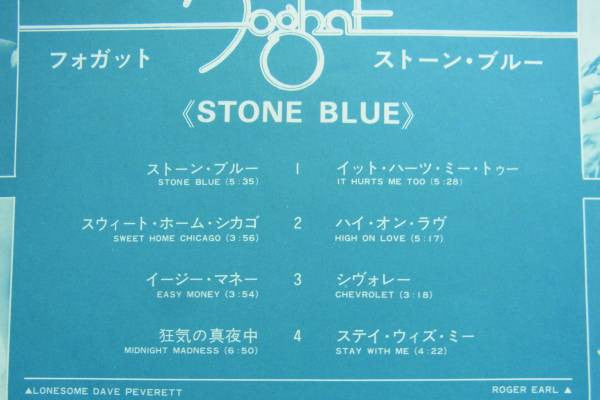 Foghat
フォガット ストーン・ブルー
《STONE BLUE》
ストーン・ブルー 1 イット・ハーツ・ミー・トゥー
STONE BLUE (5:35) IT HURTS ME TOO (5:28)
スウィート・ホーム・シカゴ 2 ハイ・オン・ラヴ
SWEET HOME CHICAGO (3:56) HIGH ON LOVE (5:17)
イージー・マネー 3 シヴォレー
EASY MONEY (3:54) CHEVROLET (3:18)
狂気の真夜中 4 ステイ・ウィズ・ミー
MIDNIGHT MADNESS (6:50) STAY WITH ME (4:22)
▲LONESOME DAVE PEVERETT ROGER EARL ▲